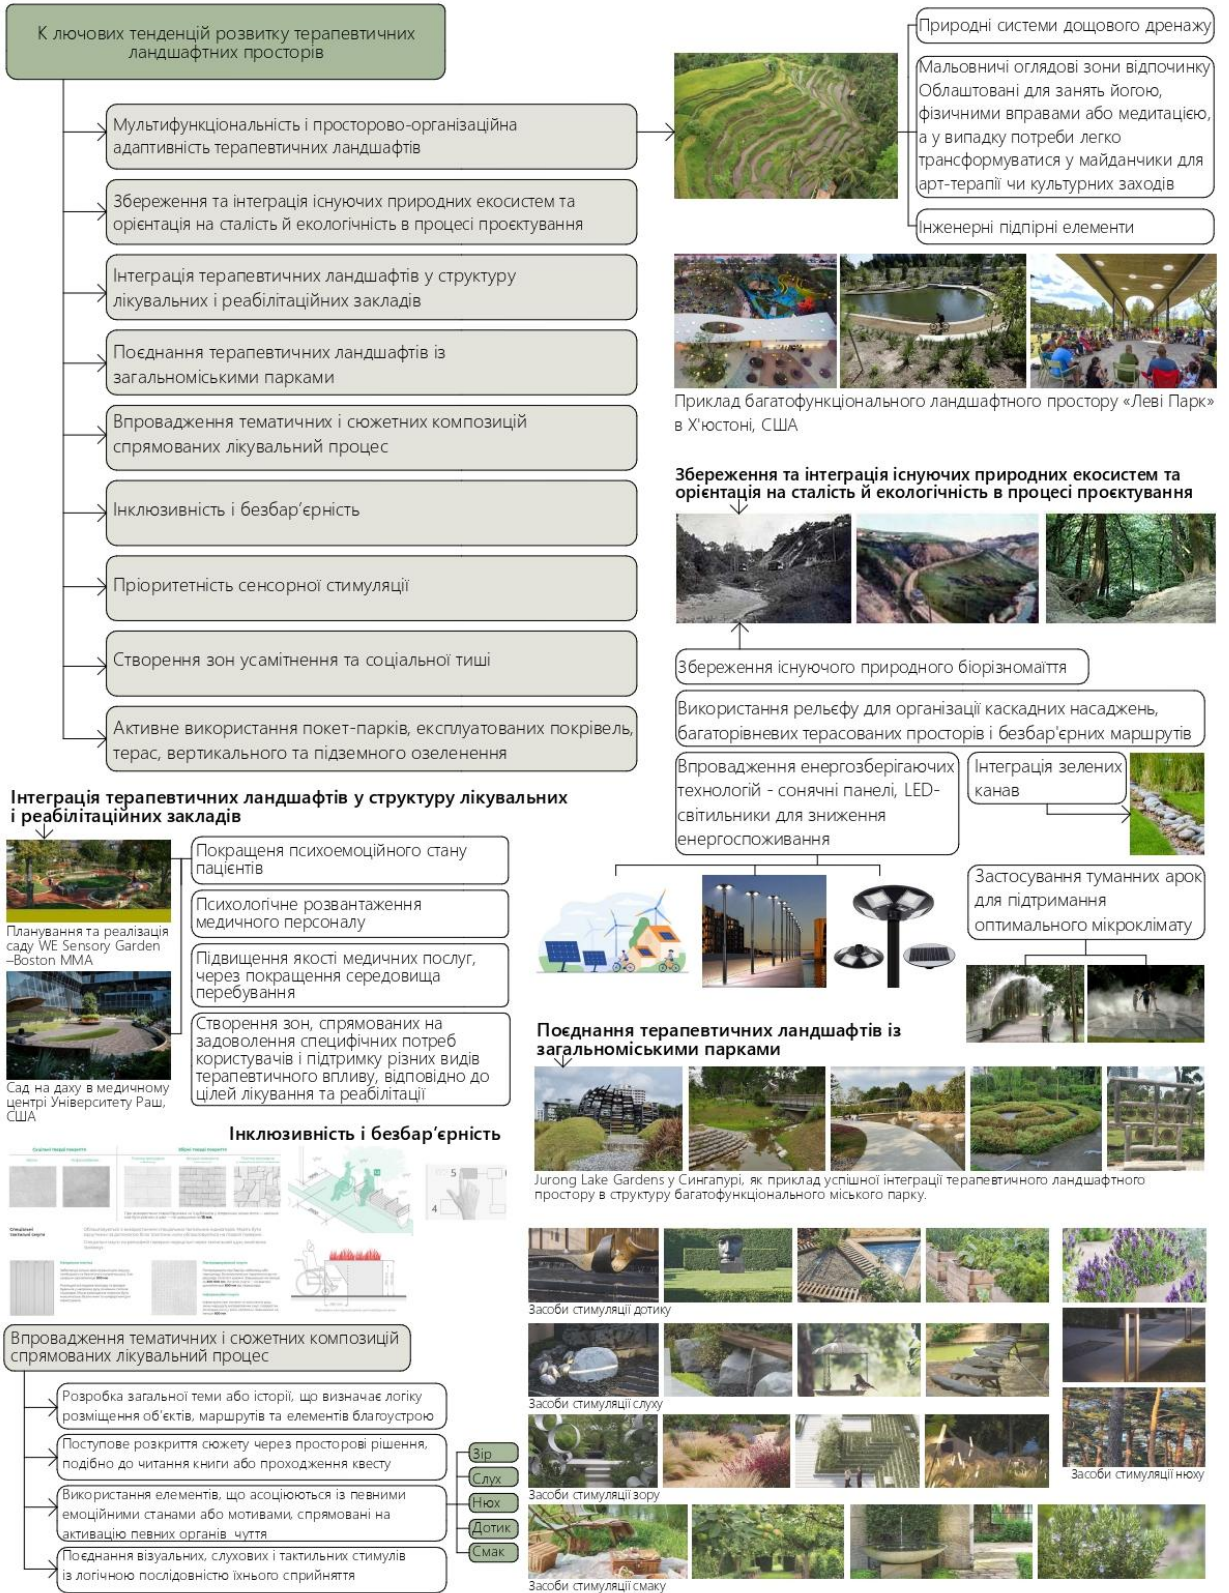 К лючових тенденцій розвитку терапевтичних
ландшафтних просторів
Мультифункціональність і просторово-організаційна
адаптивність терапевтичних ландшафтів
Збереження та інтеграція існуючих природних екосистем та
орієнтація на сталість й екологічність в процесі проєктування
Інтеграція терапевтичних ландшафтів у структуру
лікувальних і реабілітаційних закладів
Поєднання терапевтичних ландшафтів із
загальноміськими парками
Впровадження тематичних і сюжетних композицій
спрямованих лікувальний процес
Інклюзивність і безбар’єрність
Пріоритетність сенсорної стимуляції
Створення зон усамітнення та соціальної тиші
Активне використання покет-парків, експлуатованих покрівель,
терас, вертикального та підземного озеленення
Природні системи дощового дренажу
Мальовничі оглядові зони відпочинку
Облаштовані для занять йогою,
фізичними вправами або медитацією,
а у випадку потреби легко
трансформуватися у майданчики для
арт-терапії чи культурних заходів
Інженерні підпірні елементи
Приклад багатофункціонального ландшафтного простору «Леві Парк»
в Х'юстоні, США
Збереження та інтеграція існуючих природних екосистем та
орієнтація на сталість й екологічність в процесі проєктування
Збереження існуючого природного біорізномаїття
Використання рельєфу для організації каскадних насаджень,
багаторівневих терасованих просторів і безбар'єрних маршрутів
Впровадження енергозберігаючих
технологій - сонячні панелі, LED-
світильники для зниження
енергоспоживання
Інтеграція зелених
канав
Застосування туманних арок
для підтримання
оптимального мікроклімату
Інтеграція терапевтичних ландшафтів у структуру лікувальних
і реабілітаційних закладів
Планування та реалізація
саду WE Sensory Garden
–Boston MMA
Сад на даху в медичному
центрі Університету Раш,
США
Покращеня психоемоційного стану
пацієнтів
Психологічне розвантаження
медичного персоналу
Підвищення якості медичних послуг,
через покращення середовища
перебування
Створення зон, спрямованих на
задоволення специфічних потреб
користувачів і підтримку різних видів
терапевтичного впливу, відповідно до
цілей лікування та реабілітації
Поєднання терапевтичних ландшафтів із
загальноміськими парками
Jurong Lake Gardens у Сингапурі, як приклад успішної інтеграції терапевтичного ландшафтного
простору в структуру багатофункціонального міського парку.
Інклюзивність і безбар’єрність
5
4
Впровадження тематичних і сюжетних композицій
спрямованих лікувальний процес
Розробка загальної теми або історії, що визначає логіку
розміщення об’єктів, маршрутів та елементів благоустрою
Поступове розкриття сюжету через просторові рішення,
подібно до читання книги або проходження квесту
Використання елементів, що асоціюються із певними
емоційними станами або мотивами, спрямовані на
активацію певних органів чуття
Поєднання візуальних, слухових і тактильних стимулів
із логічною послідовністю їхнього сприйняття
Зір
Слух
Нюх
Дотик
Смак
Засоби стимуляції дотику
Засоби стимуляції слуху
Засоби стимуляції зору
Засоби стимуляції нюху
Засоби стимуляції смаку